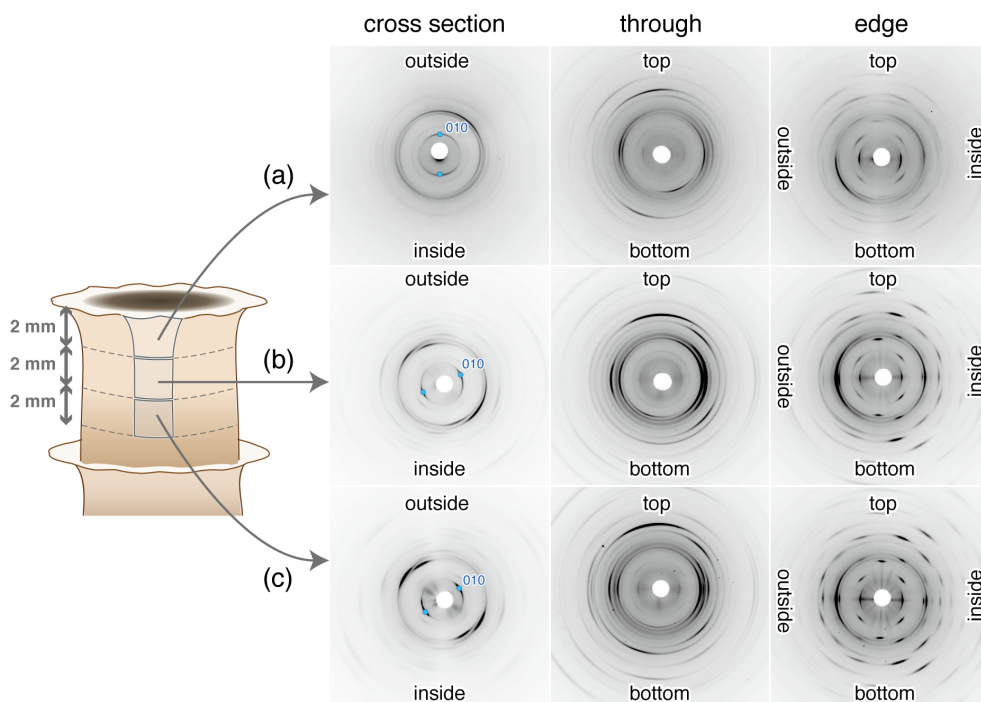 cross section
through
edge
outside
top
top
010
outside
inside
(a)
inside
bottom
bottom
outside
top
top
2 mm
2 mm
2 mm
(b)
010
outside
inside
inside
bottom
bottom
outside
top
top
(c)
010
outside
inside
inside
bottom
bottom